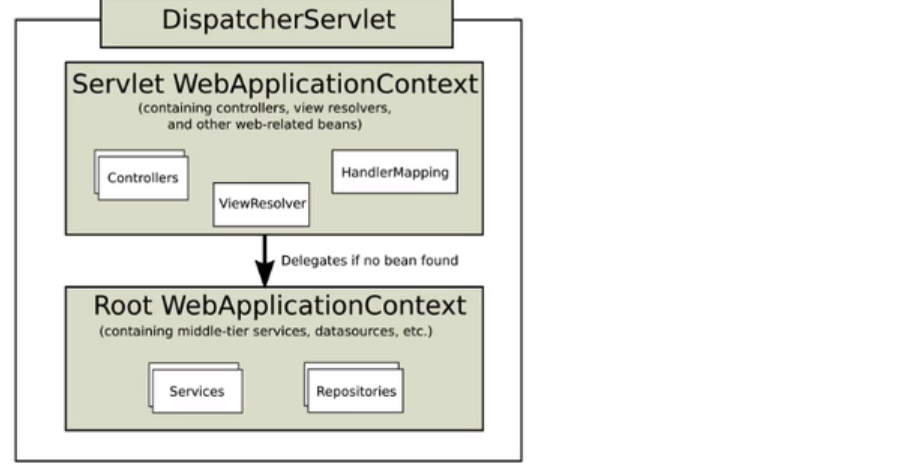 DispatcherServlet
Servlet WebApplicationContext
(containing controllers, view resolvers,
and other web-related beans)
Controllers
HandlerMapping
ViewResolver
Delegates if no bean found
Root WebApplicationContext
(containing middle-tier services, datasources, etc.)
Services
Repositories